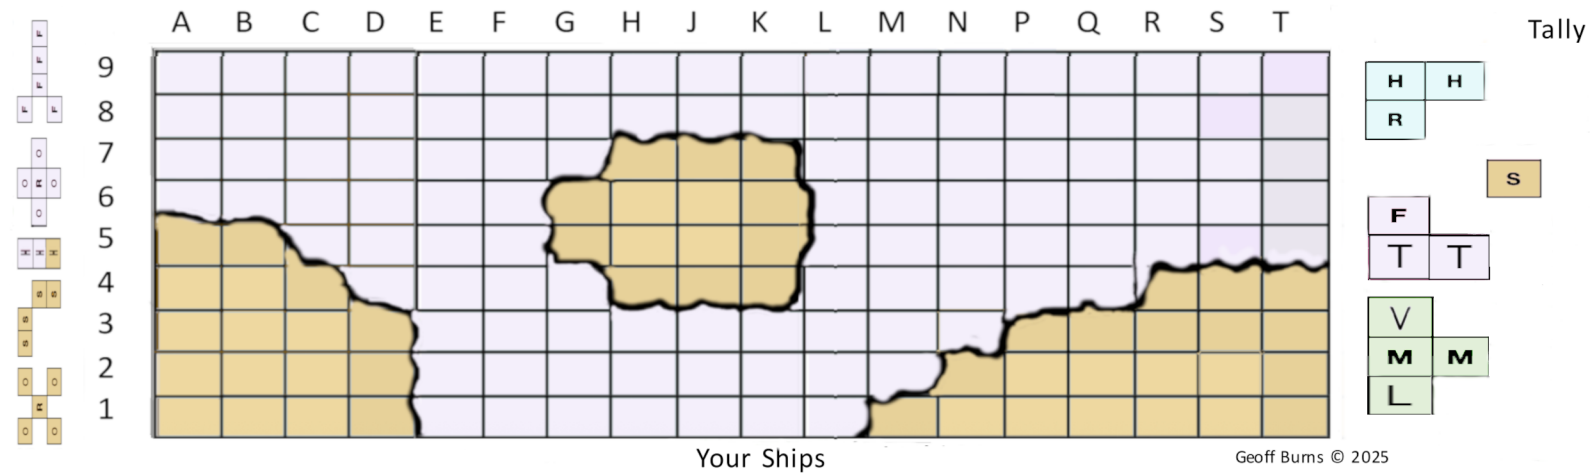 A B C D E F G H J K L M N P Q R S T
Tally
9
8
7
6
5
4
3
2
1
F
F
F
F F
O
O R O
O
H H H
S S
S
S
O O
R
O O
H H
R
S
F
T T
V
M M
L
Your Ships
Geoff Burns © 2025